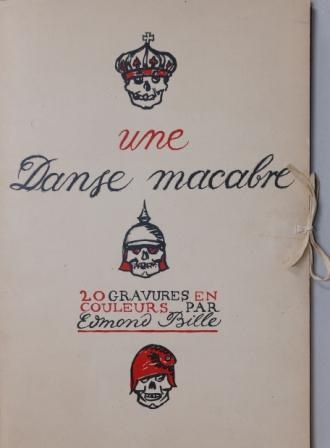 une
Danse macabre
20 GRAVURES EN
COULEURS PAR
Edmond Bille